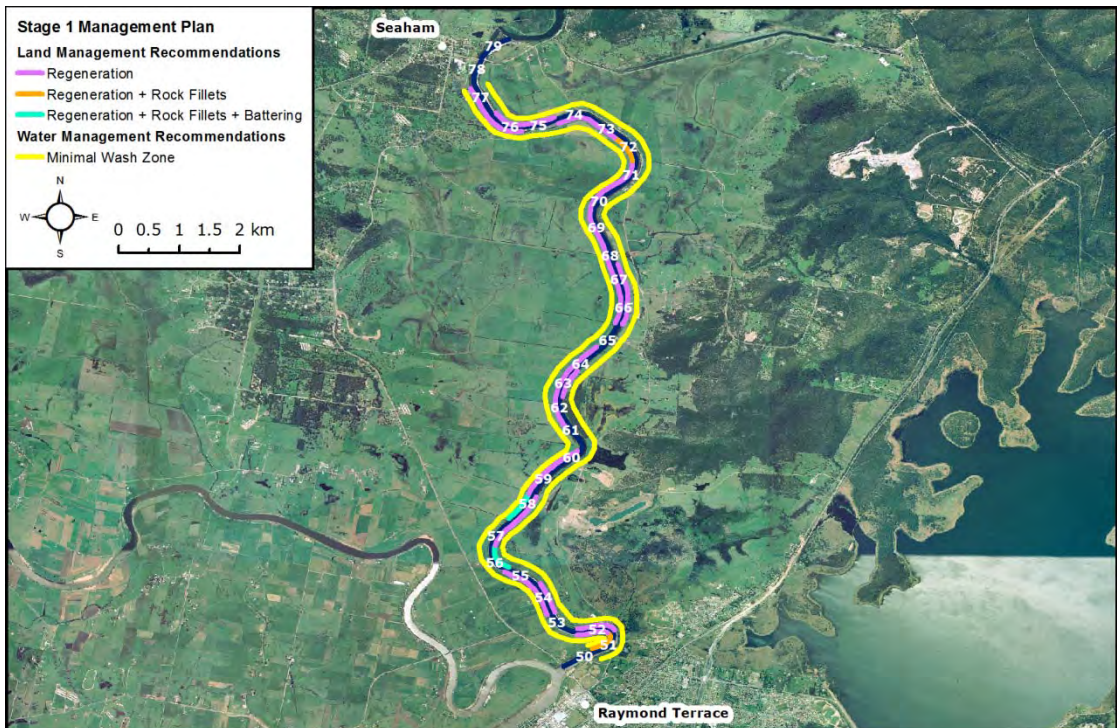 Stage 1 Management Plan
Land Management Recommendations
Regeneration
Regeneration + Rock Fillets
Regeneration + Rock Fillets + Battering
Water Management Recommendations
Minimal Wash Zone
N
W E
S
0 1 1 2 km
Seaham
79
78
77
76 75 74 73
72
71
70
69
68
67
66
65
64
63
62
61
60
59
58
57
56
55
54
53 52
51
50
Raymond Terrace